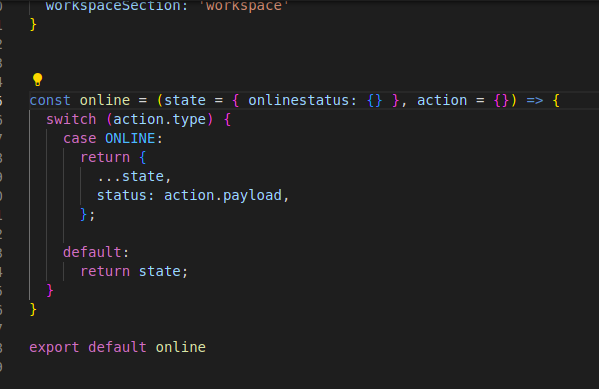 workspaceSection: 'workspace'
}
const online = (state = { onlinestatus: {} }, action = {}) => {
switch (action.type) {
case ONLINE:
return {
...state,
status: action.payload,
};
default:
return state;
}
}
export default online